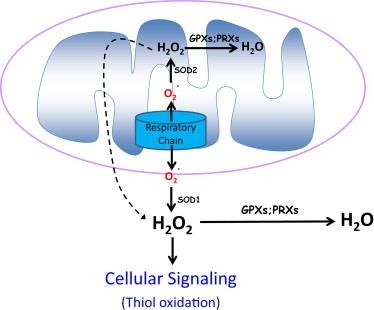 GPXs;PRXs
H₂O₂ H₂O
SOD2
O₂⁻
Respiratory
Chain
O₂⁻
SOD1
GPXs;PRXs
H₂O₂ H₂O
Cellular Signaling
(Thiol oxidation)